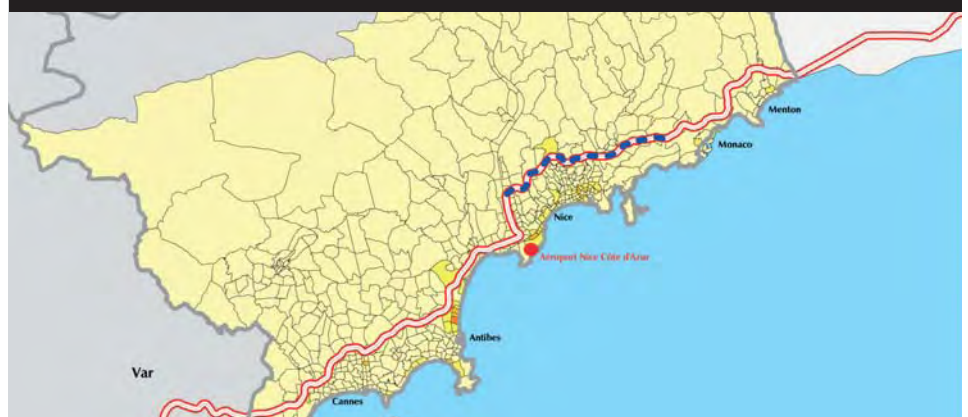 Menton
Monaco
Nice
Aéroport Nice Côte d'Azur
Antibes
Var
Cannes